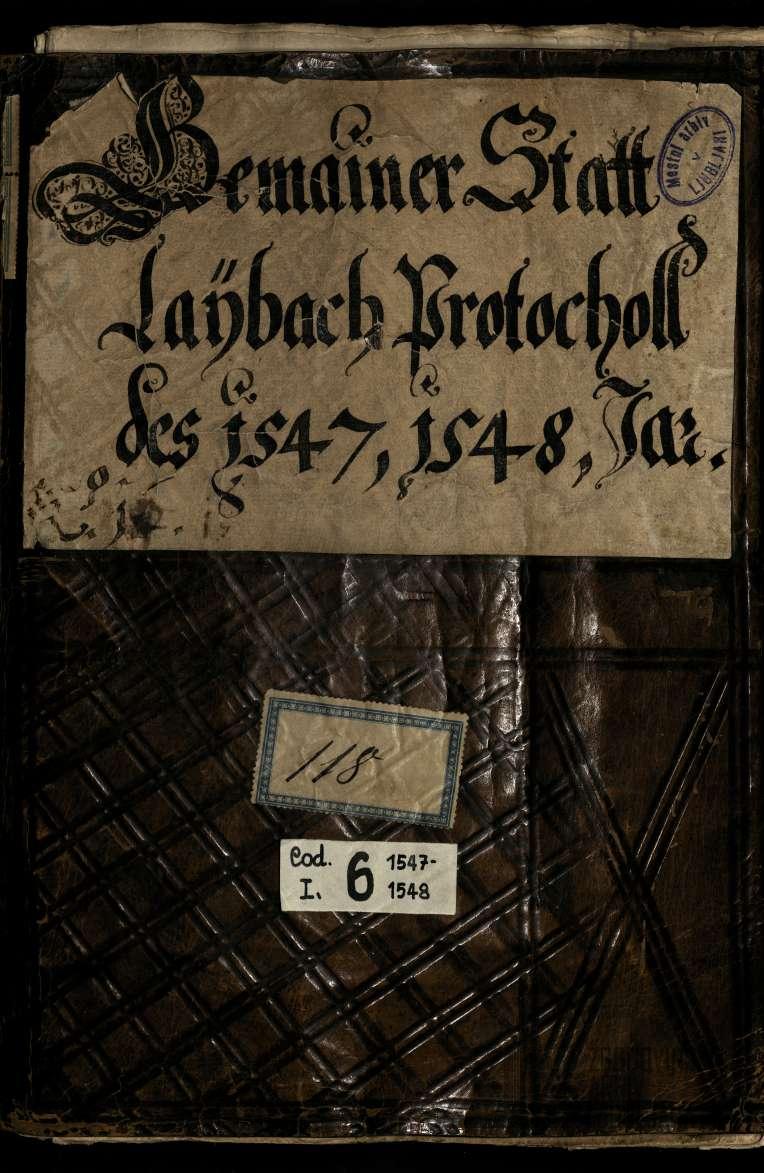 Gemainer Statt
Laÿbach Protocholl
des 1547, 1548, Jar.
Mestni arhiv
v
LJUBLJANI
118
Cod. 6 1547-
I. 1548